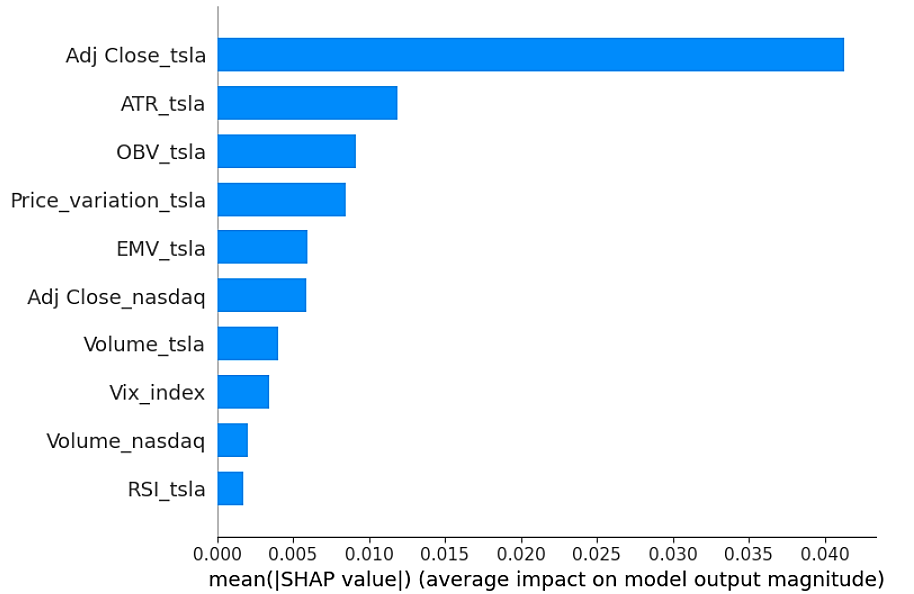 Adj Close_tsla
ATR_tsla
OBV_tsla
Price_variation_tsla
EMV_tsla
Adj Close_nasdaq
Volume_tsla
Vix_index
Volume_nasdaq
RSI_tsla
0.000 0.005 0.010 0.015 0.020 0.025 0.030 0.035 0.040
mean(|SHAP value|) (average impact on model output magnitude)